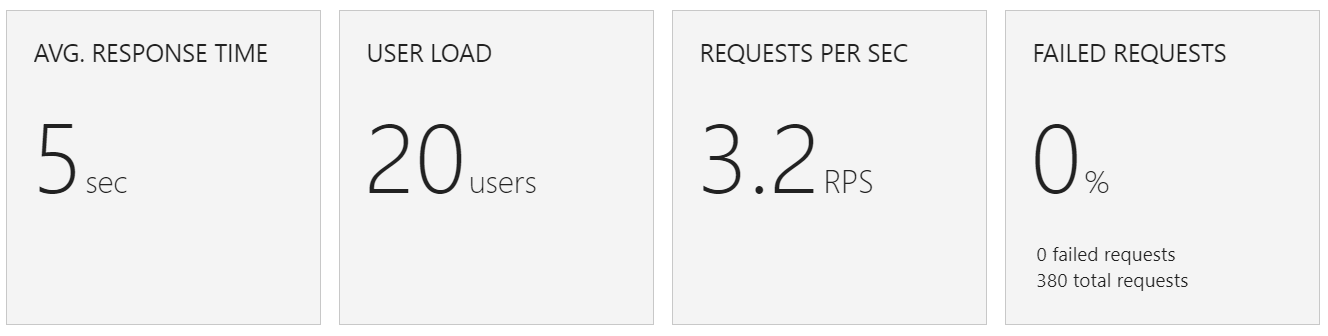 AVG. RESPONSE TIME
5 sec
USER LOAD
20 users
REQUESTS PER SEC
3.2 RPS
FAILED REQUESTS
0 %
0 failed requests
380 total requests